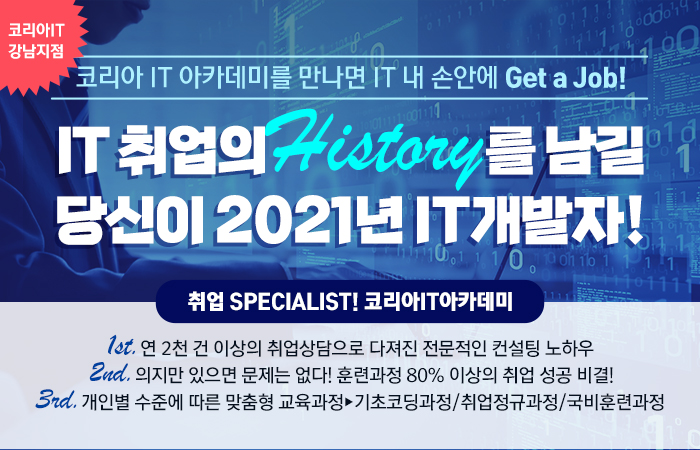 코리아IT
강남지점
코리아 IT 아카데미를 만나면 IT 내 손안에 Get a Job!
IT 취업의 History를 남길
당신이 2021년 IT개발자!
취업 SPECIALIST! 코리아IT아카데미
1st. 연 2천 건 이상의 취업상담으로 다져진 전문적인 컨설팅 노하우
2nd. 의지만 있으면 문제는 없다! 훈련과정 80% 이상의 취업 성공 비결!
3rd. 개인별 수준에 따른 맞춤형 교육과정▶기초코딩과정/취업정규과정/국비훈련과정